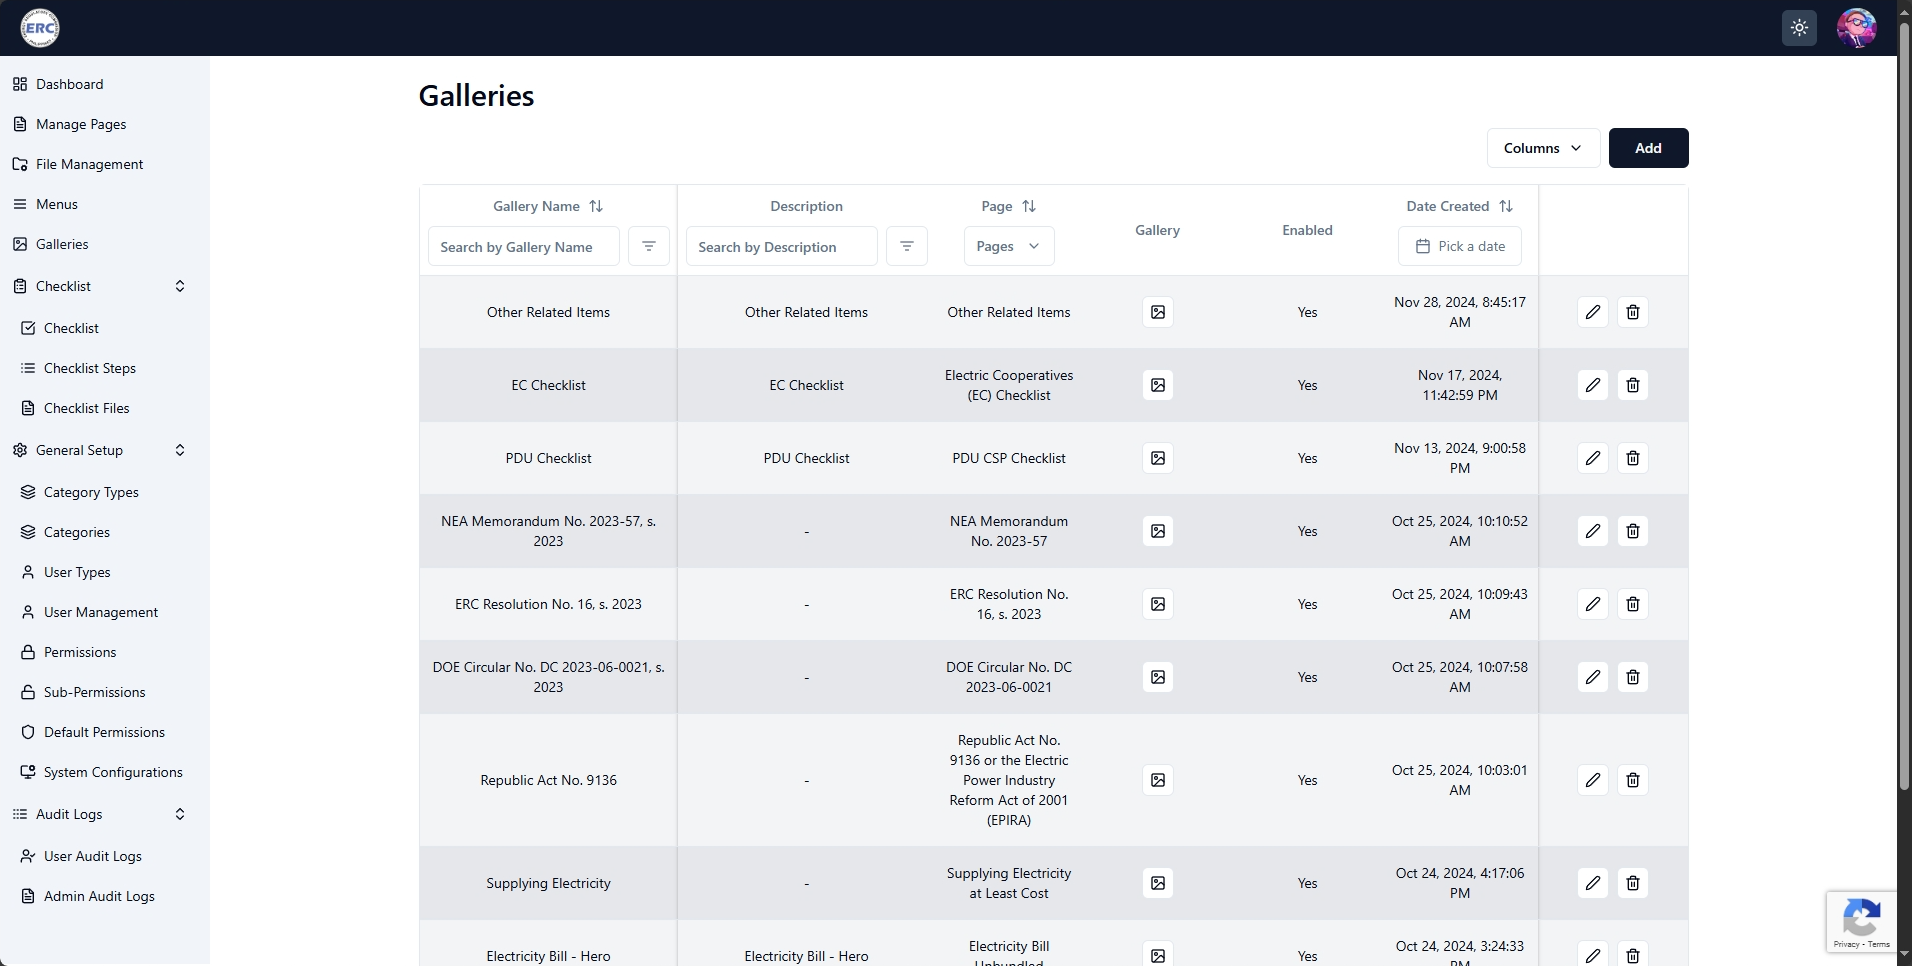 ERC
Dashboard
Manage Pages
File Management
Menus
Galleries
Checklist
Checklist
Checklist Steps
Checklist Files
General Setup
Category Types
Categories
User Types
User Management
Permissions
Sub-Permissions
Default Permissions
System Configurations
Audit Logs
User Audit Logs
Admin Audit Logs
Galleries
Columns
Add
Gallery Name
Description
Page
Gallery
Enabled
Date Created
Search by Gallery Name
Search by Description
Pages
Pick a date
Other Related Items
Other Related Items
Other Related Items
Yes
Nov 28, 2024, 8:45:17
AM
EC Checklist
EC Checklist
Electric Cooperatives
(EC) Checklist
Yes
Nov 17, 2024,
11:42:59 PM
PDU Checklist
PDU Checklist
PDU CSP Checklist
Yes
Nov 13, 2024, 9:00:58
PM
NEA Memorandum No. 2023-57, s.
2023
-
NEA Memorandum
No. 2023-57
Yes
Oct 25, 2024, 10:10:52
AM
ERC Resolution No. 16, s. 2023
-
ERC Resolution No.
16, s. 2023
Yes
Oct 25, 2024, 10:09:43
AM
DOE Circular No. DC 2023-06-0021, s.
2023
-
DOE Circular No. DC
2023-06-0021
Yes
Oct 25, 2024, 10:07:58
AM
Republic Act No. 9136
-
Republic Act No.
9136 or the Electric
Power Industry
Reform Act of 2001
(EPIRA)
Yes
Oct 25, 2024, 10:03:01
AM
Supplying Electricity
-
Supplying Electricity
at Least Cost
Yes
Oct 24, 2024, 4:17:06
PM
Electricity Bill - Hero
Electricity Bill - Hero
Electricity Bill
Unbundled
Yes
Oct 24, 2024, 3:24:33
PM
Privacy - Terms